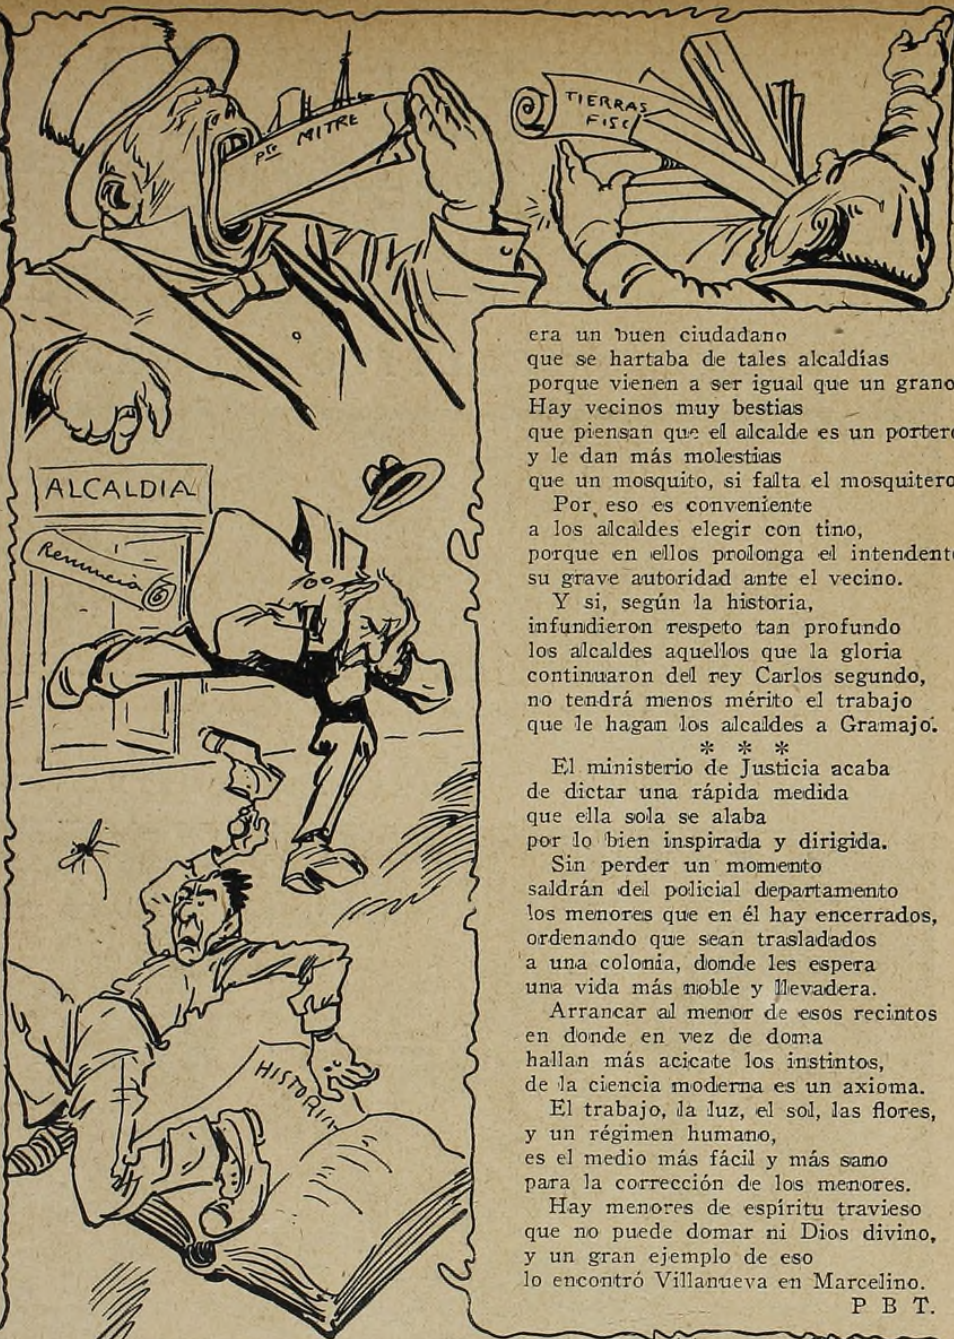 Pto MITRE
TIERRAS
FISC
ALCALDIA
Renuncia
HISTORIA
era un buen ciudadano
que se hartaba de tales alcaldías
porque vienen a ser igual que un grano
Hay vecinos muy bestias
que piensan que el alcalde es un portero
y le dan más molestias
que un mosquito, si falta el mosquitero
Por eso es conveniente
a los alcaldes elegir con tino,
porque en ellos prolonga el intendente
su grave autoridad ante el vecino.
Y si, según la historia,
infundieron respeto tan profundo
los alcaldes aquellos que la gloria
continuaron del rey Carlos segundo,
no tendrá menos mérito el trabajo
que le hagan los alcaldes a Gramajo.
* * *
El ministerio de Justicia acaba
de dictar una rápida medida
que ella sola se alaba
por lo bien inspirada y dirigida.
Sin perder un momento
saldrán del policial departamento
los menores que en él hay encerrados,
ordenando que sean trasladados
a una colonia, donde les espera
una vida más noble y llevadera.
Arrancar al menor de esos recintos
en donde en vez de doma
hallan más acicate los instintos,
de la ciencia moderna es un axioma.
El trabajo, la luz, el sol, las flores,
y un régimen humano,
es el medio más fácil y más sano
para la corrección de los menores.
Hay menores de espíritu travieso
que no puede domar ni Dios divino,
y un gran ejemplo de eso
lo encontró Villanueva en Marcelino.
P B T.